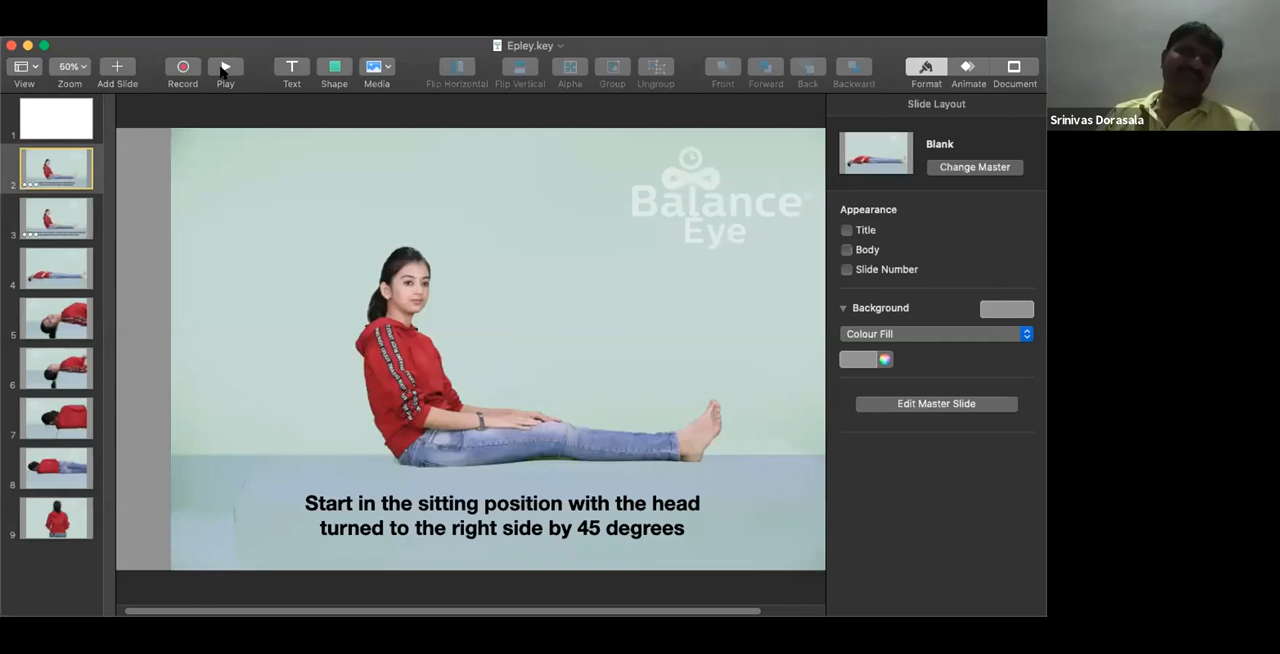 Epley.key
50%
View
Zoom
Add Slide
Record
Play
Text
Shape
Media
Flip Horizontal
Flip Vertical
Alpha
Group
Ungroup
Front
Forward
Back
Backward
Format
Animate
Document
Slide Layout
Srinivas Dorasala
1
2
3
4
5
6
7
8
9
Balance
Eye
Start in the sitting position with the head
turned to the right side by 45 degrees
Blank
Change Master
Appearance
Title
Body
Slide Number
Background
Colour Fill
Edit Master Slide